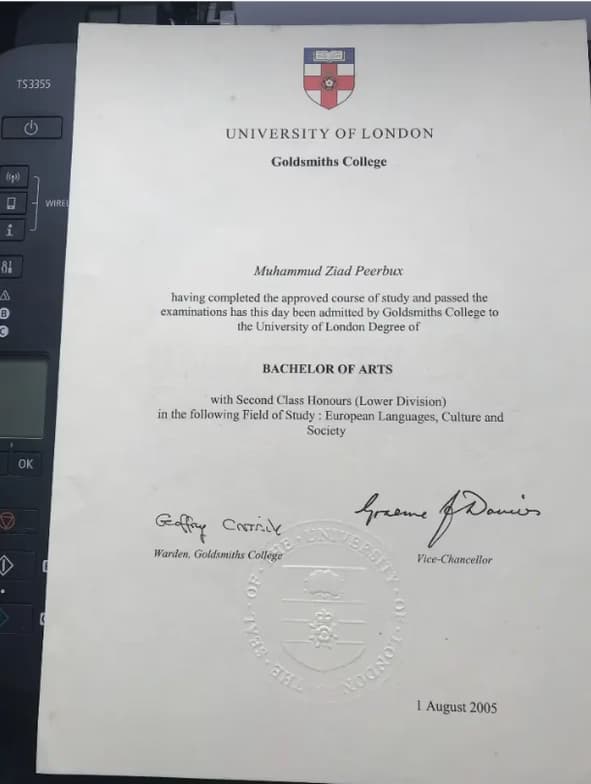 TS3355
UNIVERSITY OF LONDON
Goldsmiths College
WIREL
Muhammud Ziad Peerbux
having completed the approved course of study and passed the
examinations has this day been admitted by Goldsmiths College to
the University of London Degree of
BACHELOR OF ARTS
with Second Class Honours (Lower Division)
in the following Field of Study : European Languages, Culture and
Society
OK
Geoffrey Crossick
Graeme J Davies
Warden, Goldsmiths College
Vice-Chancellor
THE SEAL OF THE UNIVERSITY OF LONDON
1 August 2005